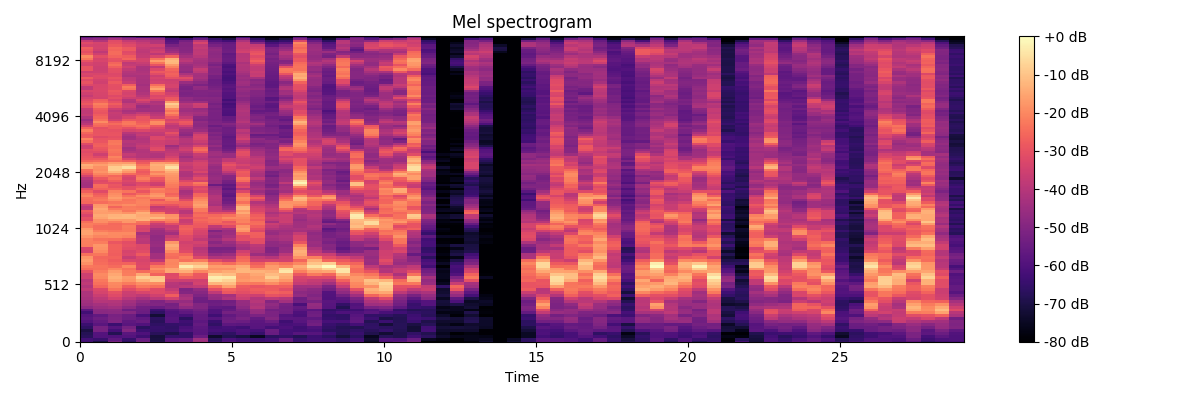 Mel spectrogram
8192
4096
2048
1024
512
0
Hz
0 5 10 15 20 25
Time
+0 dB
-10 dB
-20 dB
-30 dB
-40 dB
-50 dB
-60 dB
-70 dB
-80 dB